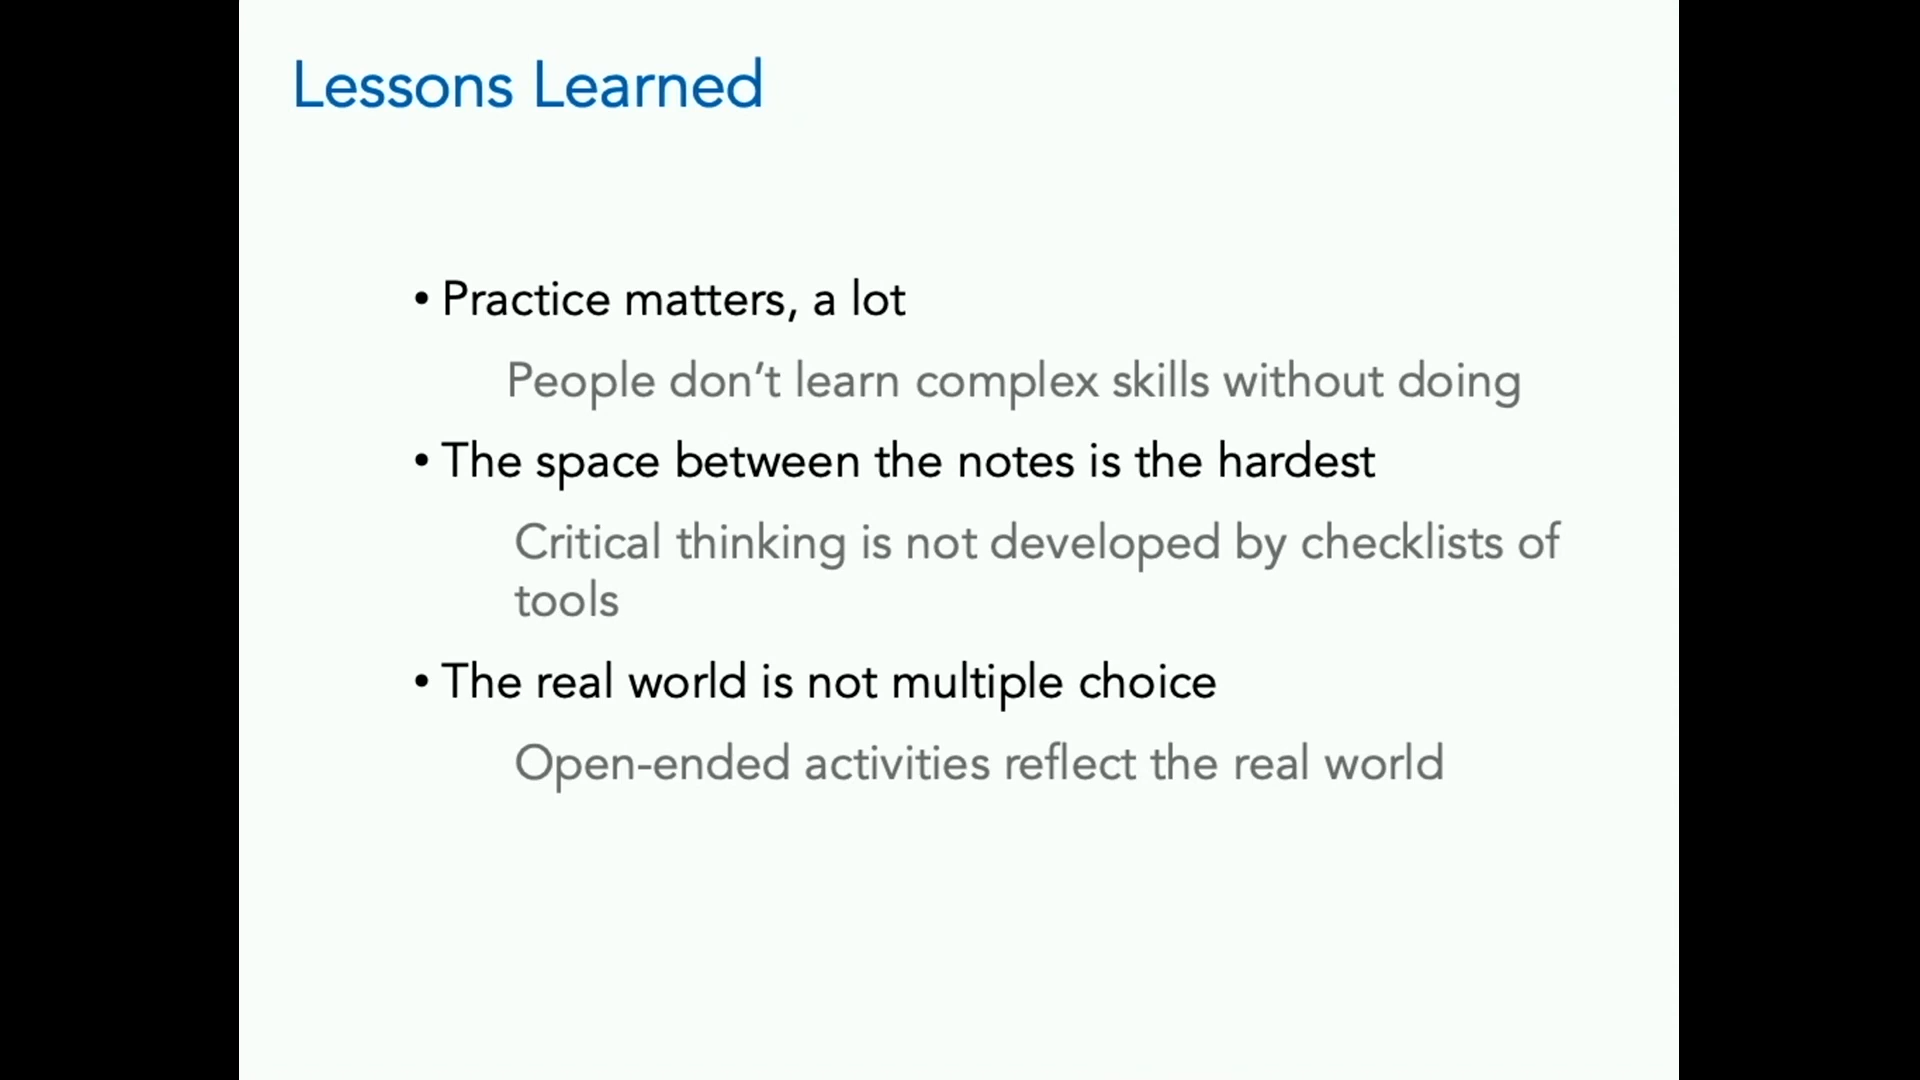 Lessons Learned
• Practice matters, a lot
People don’t learn complex skills without doing
• The space between the notes is the hardest
Critical thinking is not developed by checklists of
tools
• The real world is not multiple choice
Open-ended activities reflect the real world